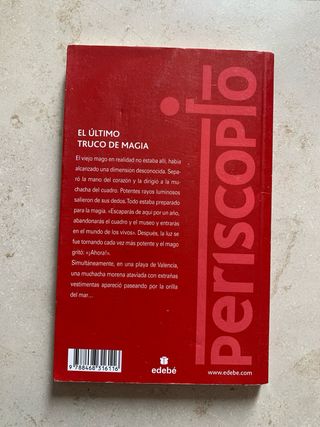 EL ÚLTIMO
TRUCO DE MAGIA
El viejo mago en realidad no estaba allí, había
alcanzado una dimensión desconocida. Sepa-
ró la mano del corazón y la dirigió a la mu-
chacha del cuadro. Potentes rayos luminosos
salieron de sus dedos. Todo estaba preparado
para la magia. «Escaparás de aquí por un año,
abandonarás el cuadro y el museo y entrarás
en el mundo de los vivos». Después, la luz se
fue tornando cada vez más potente y el mago
gritó: «¡Ahora!».
Simultáneamente, en una playa de Valencia,
una muchacha morena ataviada con extrañas
vestimentas apareció paseando por la orilla
del mar...
periscopio
9 788468 316116
edebé
www.edebe.com